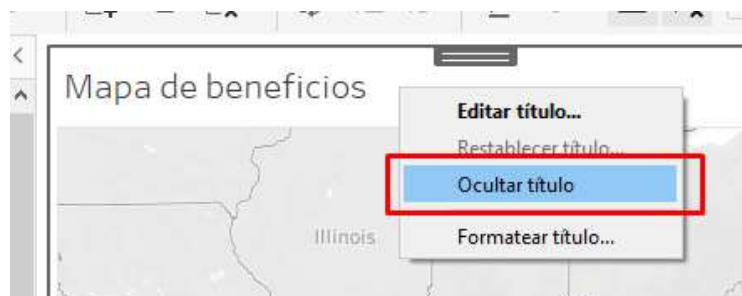 Mapa de beneficios
Editar título...
Restablecer título...
Ocultar título
Illinois
Formatear título...